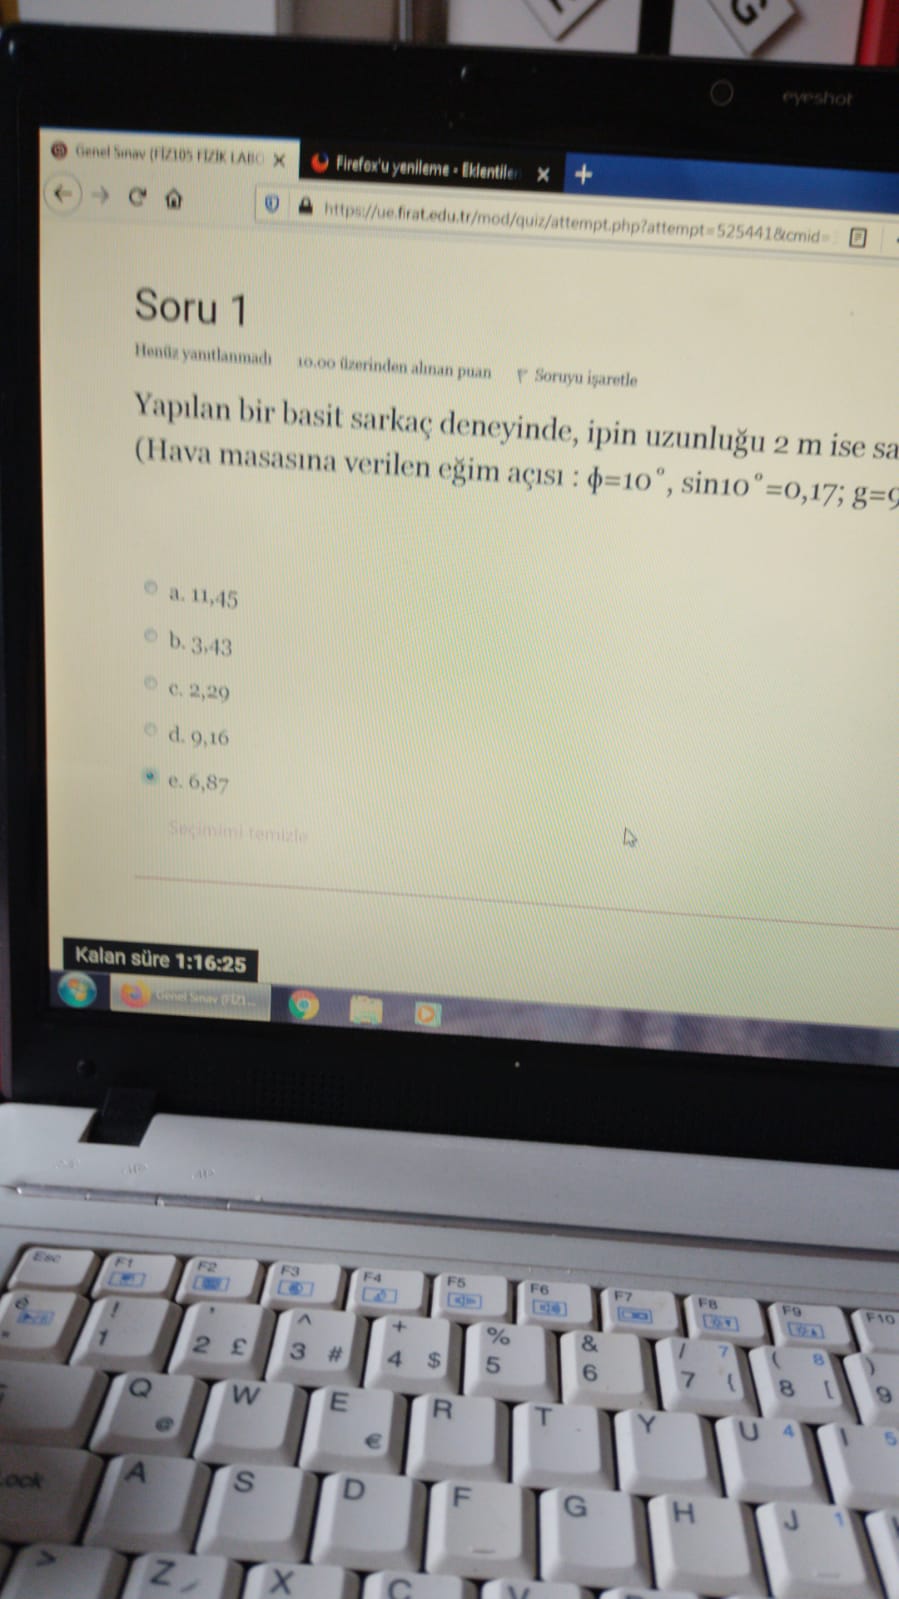 eyeshot
Genel Sınav (FİZ105 FİZİK LABO
Firefox'u yenileme - Eklentiler
https://ue.firat.edu.tr/mod/quiz/attempt.php?attempt=525441&cmid=
Soru 1
Henüz yanıtlanmadı 10,00 üzerinden alınan puan Soruyu işaretle
Yapılan bir basit sarkaç deneyinde, ipin uzunluğu 2 m ise sa
(Hava masasına verilen eğim açısı : ϕ=10°, sin10°=0,17; g=9
a. 11,45
b. 3,43
c. 2,29
d. 9,16
e. 6,87
Seçimimi temizle
Kalan süre 1:16:25
Genel Sınav (FİZ1...
Esc F1 F2 F3 F4 F5 F6 F7 F8 F9 F10
é ! ' ^ + % & / 7 ( 8 )
1 2 £ 3 # 4 $ 5 6 7 { 8 [ 9
Q @ W E € R T Y U 4 I 5
Lock A S D F G H J 1
> Z X C V